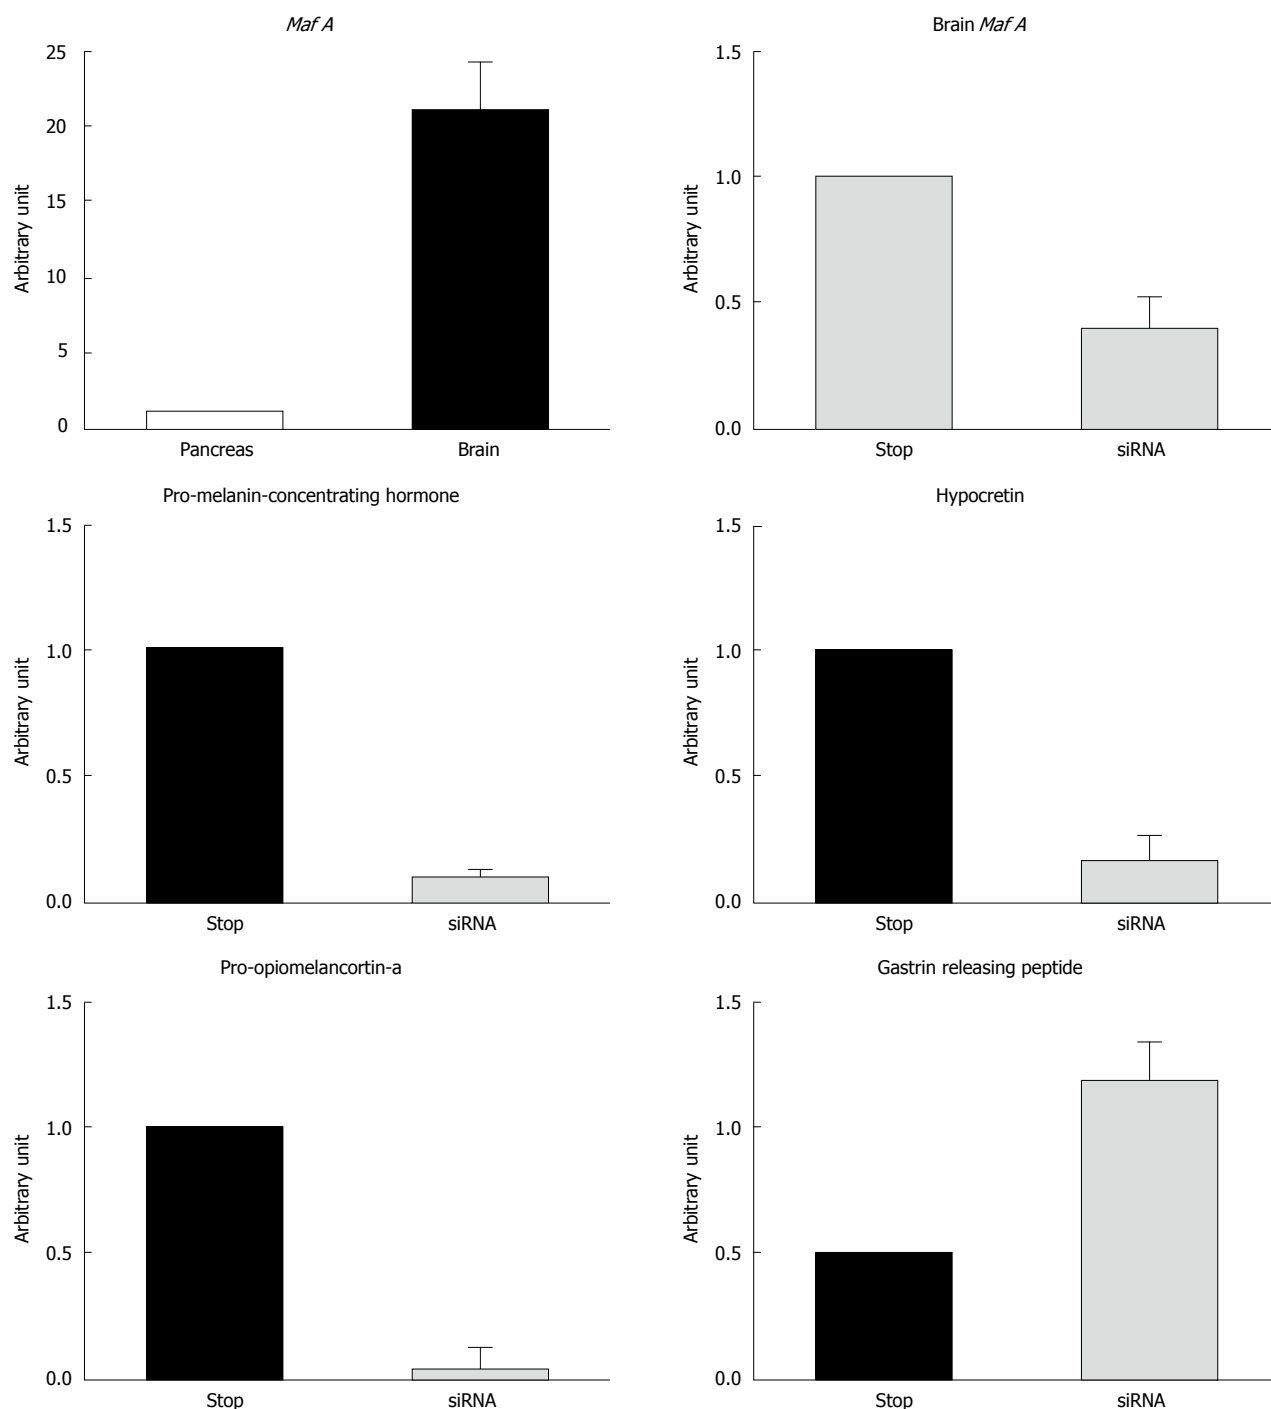 Maf A
25
20
15
10
5
0
Arbitrary unit
Pancreas Brain
Brain Maf A
1.5
1.0
0.5
0.0
Arbitrary unit
Stop siRNA
Pro-melanin-concentrating hormone
1.5
1.0
0.5
0.0
Arbitrary unit
Stop siRNA
Hypocretin
1.5
1.0
0.5
0.0
Arbitrary unit
Stop siRNA
Pro-opiomelancortin-a
1.5
1.0
0.5
0.0
Arbitrary unit
Stop siRNA
Gastrin releasing peptide
1.5
1.0
0.5
0.0
Arbitrary unit
Stop siRNA